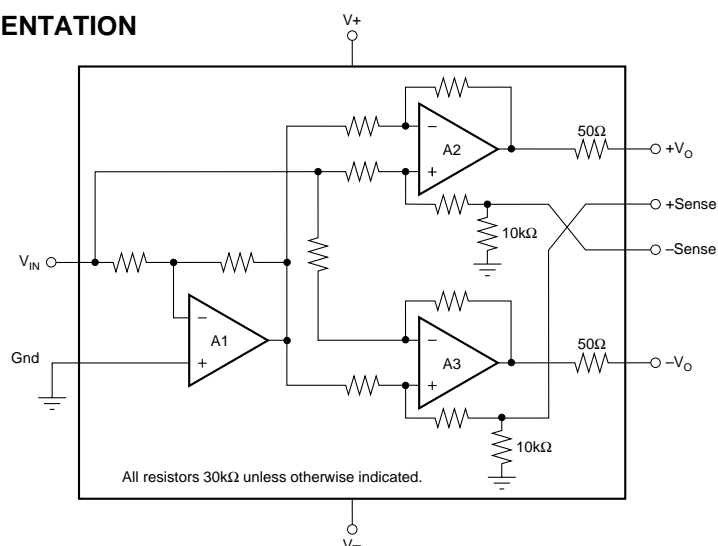 ENTATION
V+
A2
−
+
50Ω
+VO
+Sense
–Sense
10kΩ
VIN
A1
−
+
Gnd
A3
−
+
50Ω
–VO
10kΩ
All resistors 30kΩ unless otherwise indicated.
V–